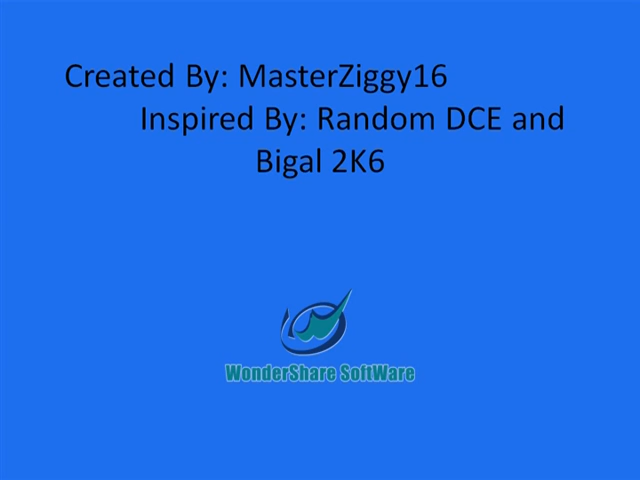 Created By: MasterZiggy16
Inspired By: Random DCE and
Bigal 2K6
WonderShare SoftWare